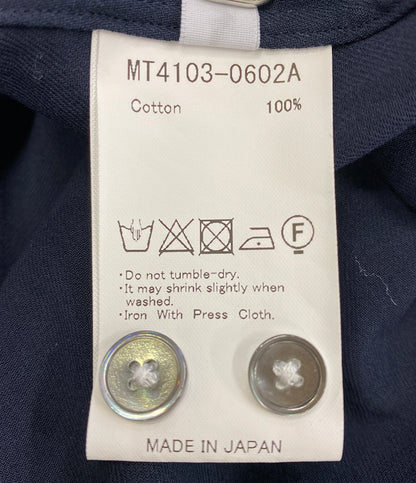 MT4103-0602A
Cotton 100%
F
·Do not tumble-dry.
·It may shrink slightly when
washed.
·Iron With Press Cloth.
MADE IN JAPAN